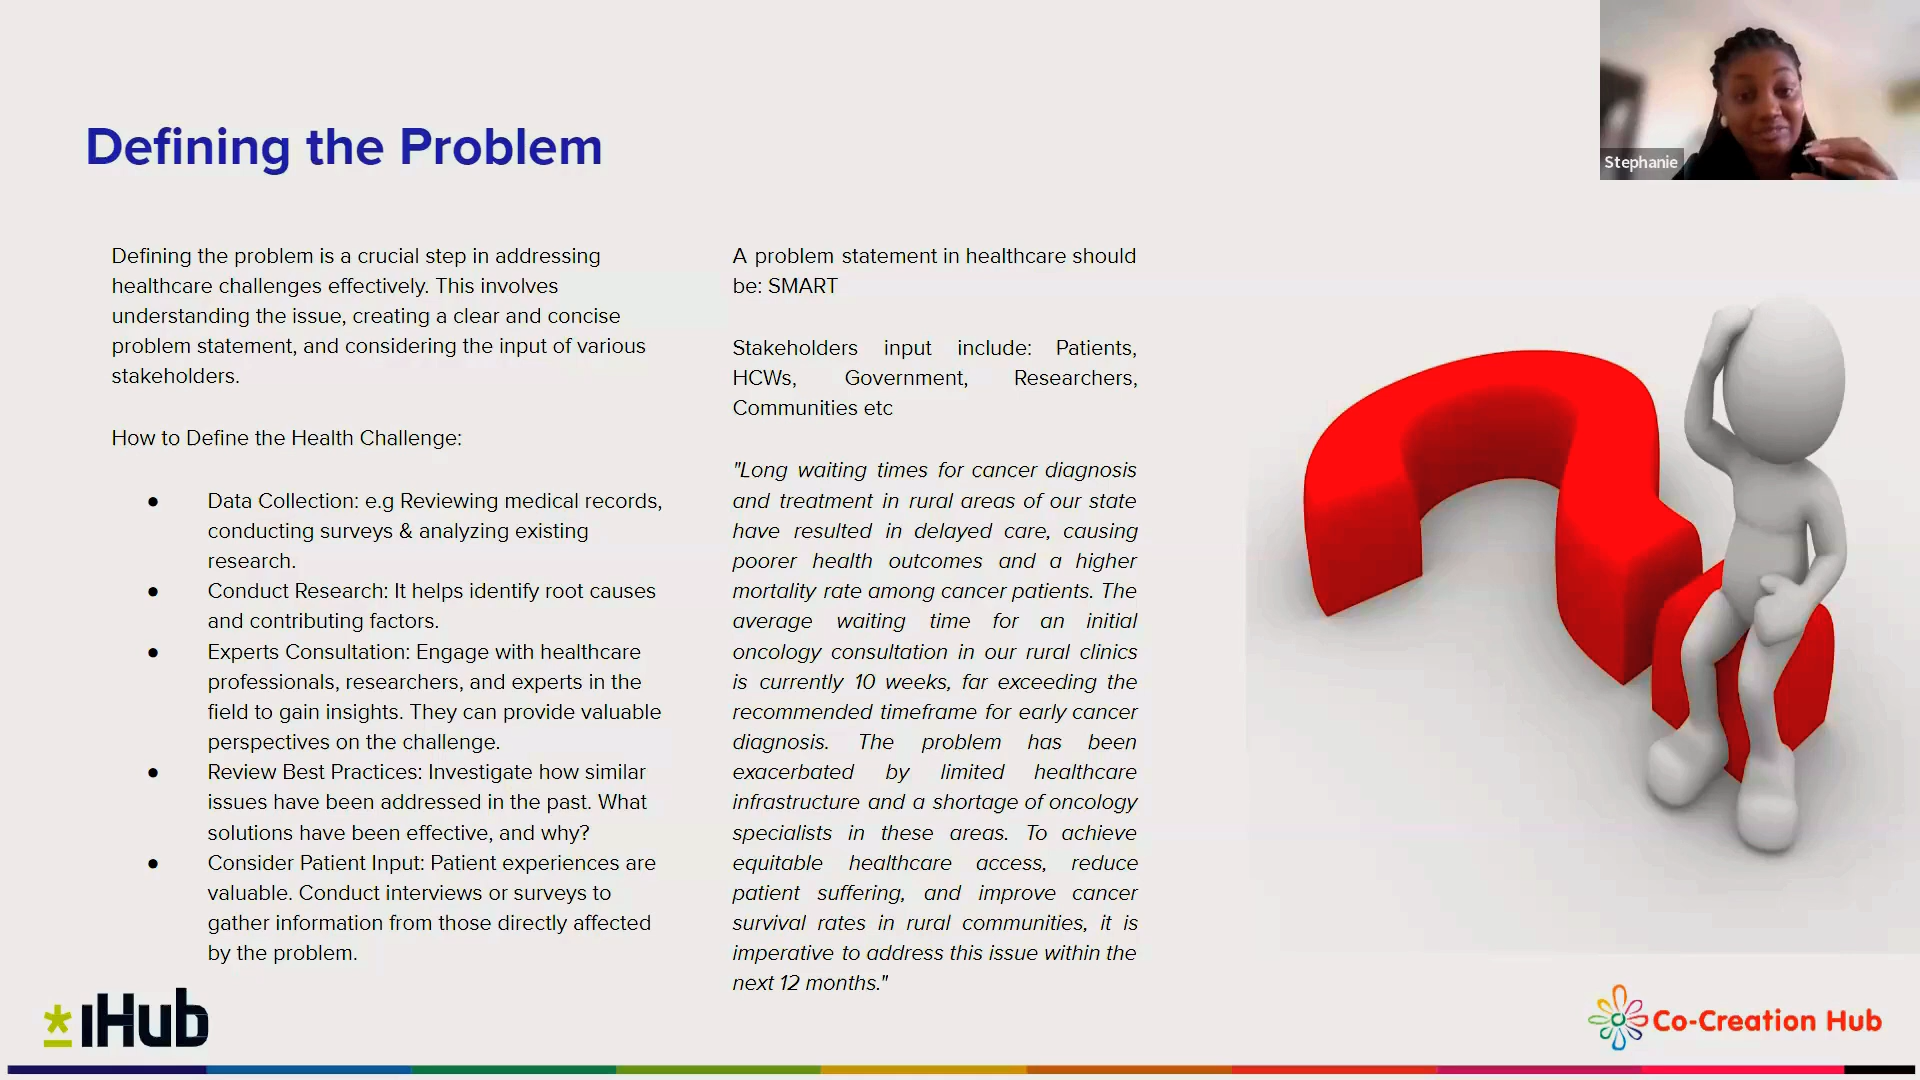 Defining the Problem
Stephanie
Defining the problem is a crucial step in addressing
healthcare challenges effectively. This involves
understanding the issue, creating a clear and concise
problem statement, and considering the input of various
stakeholders.
How to Define the Health Challenge:
● Data Collection: e.g Reviewing medical records,
conducting surveys & analyzing existing
research.
● Conduct Research: It helps identify root causes
and contributing factors.
● Experts Consultation: Engage with healthcare
professionals, researchers, and experts in the
field to gain insights. They can provide valuable
perspectives on the challenge.
● Review Best Practices: Investigate how similar
issues have been addressed in the past. What
solutions have been effective, and why?
● Consider Patient Input: Patient experiences are
valuable. Conduct interviews or surveys to
gather information from those directly affected
by the problem.
A problem statement in healthcare should
be: SMART
Stakeholders input include: Patients,
HCWs, Government, Researchers,
Communities etc
"Long waiting times for cancer diagnosis
and treatment in rural areas of our state
have resulted in delayed care, causing
poorer health outcomes and a higher
mortality rate among cancer patients. The
average waiting time for an initial
oncology consultation in our rural clinics
is currently 10 weeks, far exceeding the
recommended timeframe for early cancer
diagnosis. The problem has been
exacerbated by limited healthcare
infrastructure and a shortage of oncology
specialists in these areas. To achieve
equitable healthcare access, reduce
patient suffering, and improve cancer
survival rates in rural communities, it is
imperative to address this issue within the
next 12 months."
iHub
Co-Creation Hub